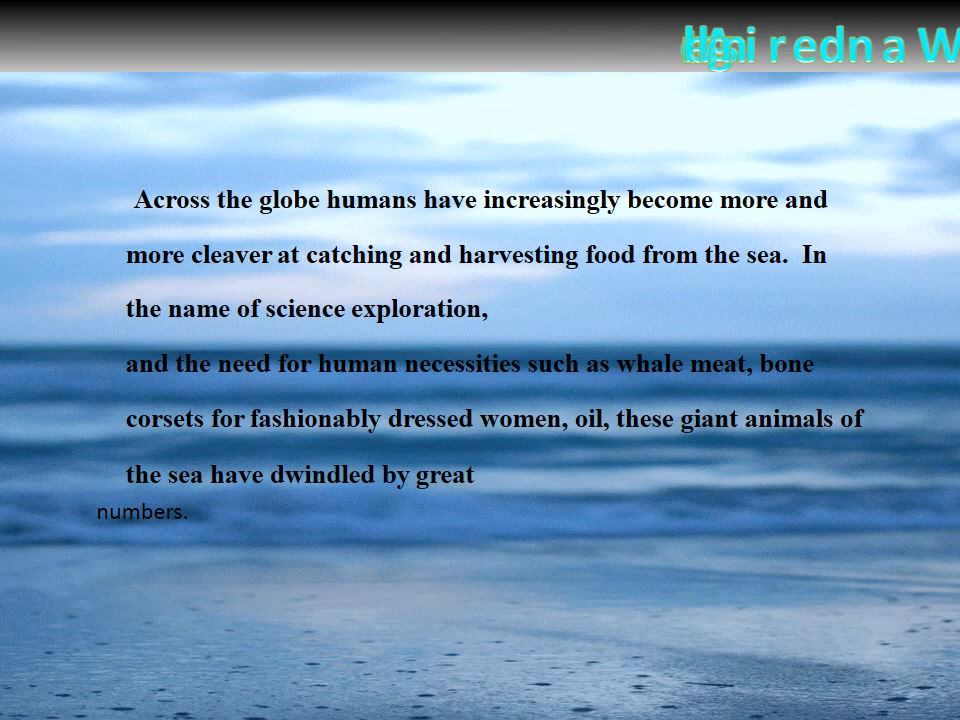 i r edn a W
Across the globe humans have increasingly become more and
more cleaver at catching and harvesting food from the sea.  In
the name of science exploration,
and the need for human necessities such as whale meat, bone
corsets for fashionably dressed women, oil, these giant animals of
the sea have dwindled by great
numbers.